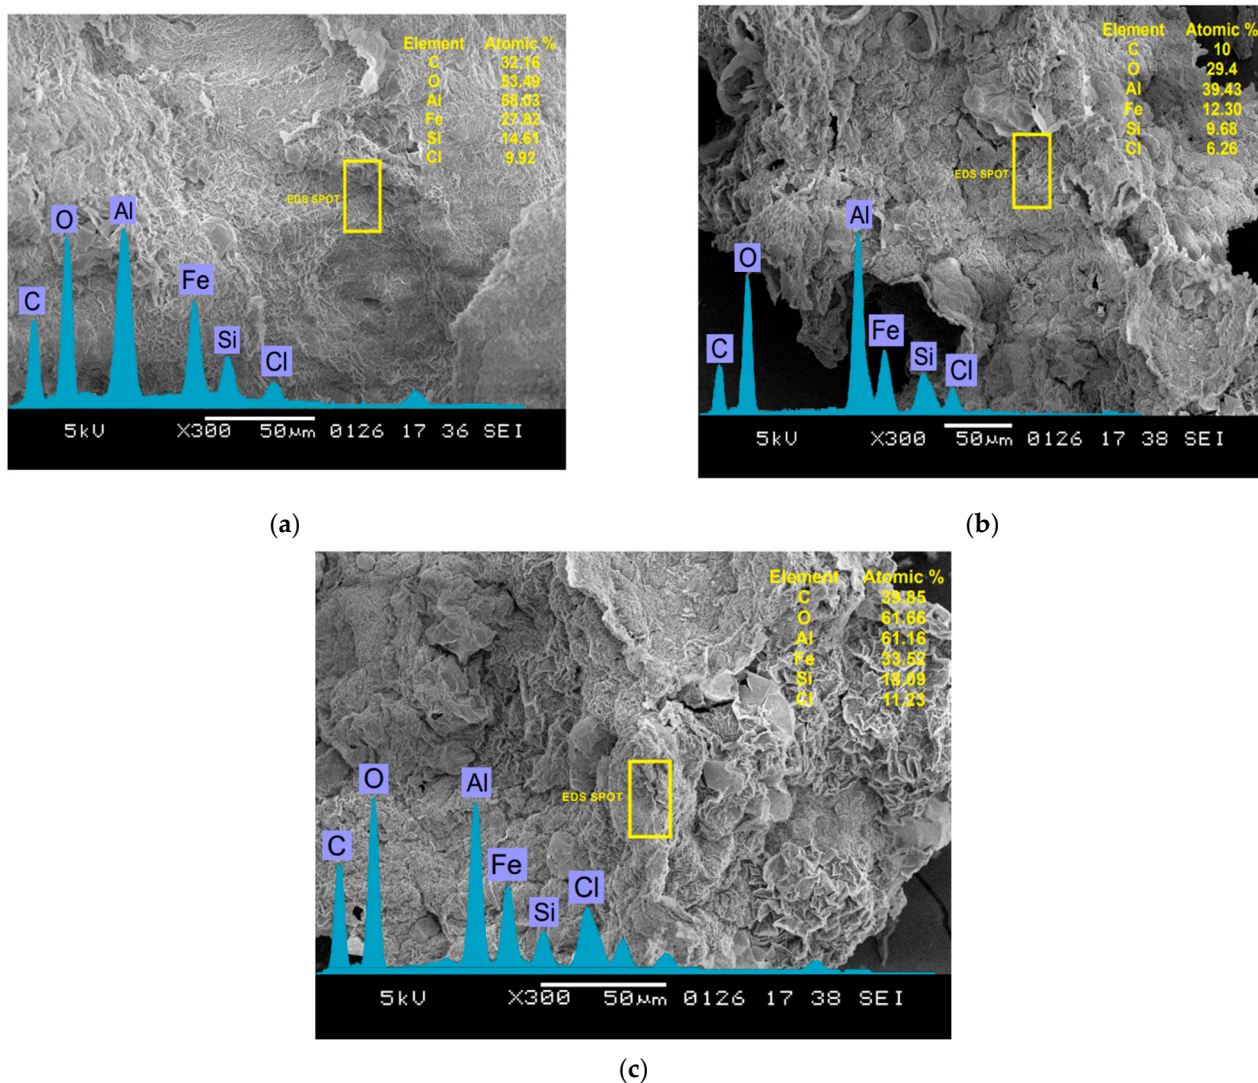 Element Atomic %
C 32.16
O 53.49
Al 58.03
Fe 27.82
Si 14.61
Cl 9.92
EDS SPOT
C O Al Fe Si Cl
5kV X300 50μm 0126 17 36 SEI
(a)
Element Atomic %
C 10
O 29.4
Al 39.43
Fe 12.30
Si 9.68
Cl 6.26
EDS SPOT
C O Al Fe Si Cl
5kV X300 50μm 0126 17 38 SEI
(b)
Element Atomic %
C 39.85
O 61.66
Al 61.16
Fe 33.52
Si 18.09
Cl 11.23
EDS SPOT
C O Al Fe Si Cl
5kV X300 50μm 0126 17 38 SEI
(c)